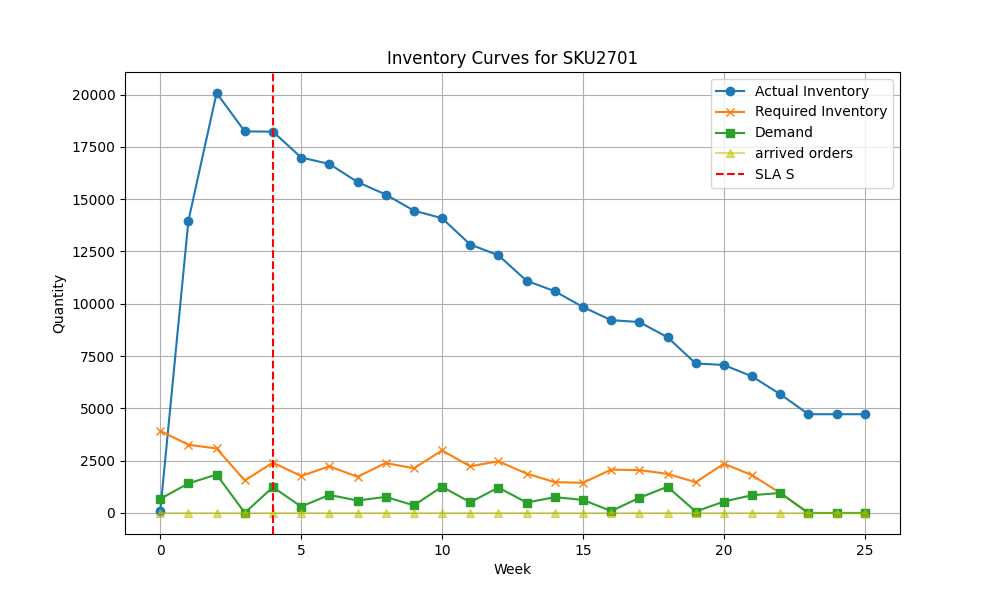 Inventory Curves for SKU2701
20000
17500
15000
12500
10000
7500
5000
2500
0
Quantity
Actual Inventory
Required Inventory
Demand
arrived orders
SLA S
0 5 10 15 20 25
Week